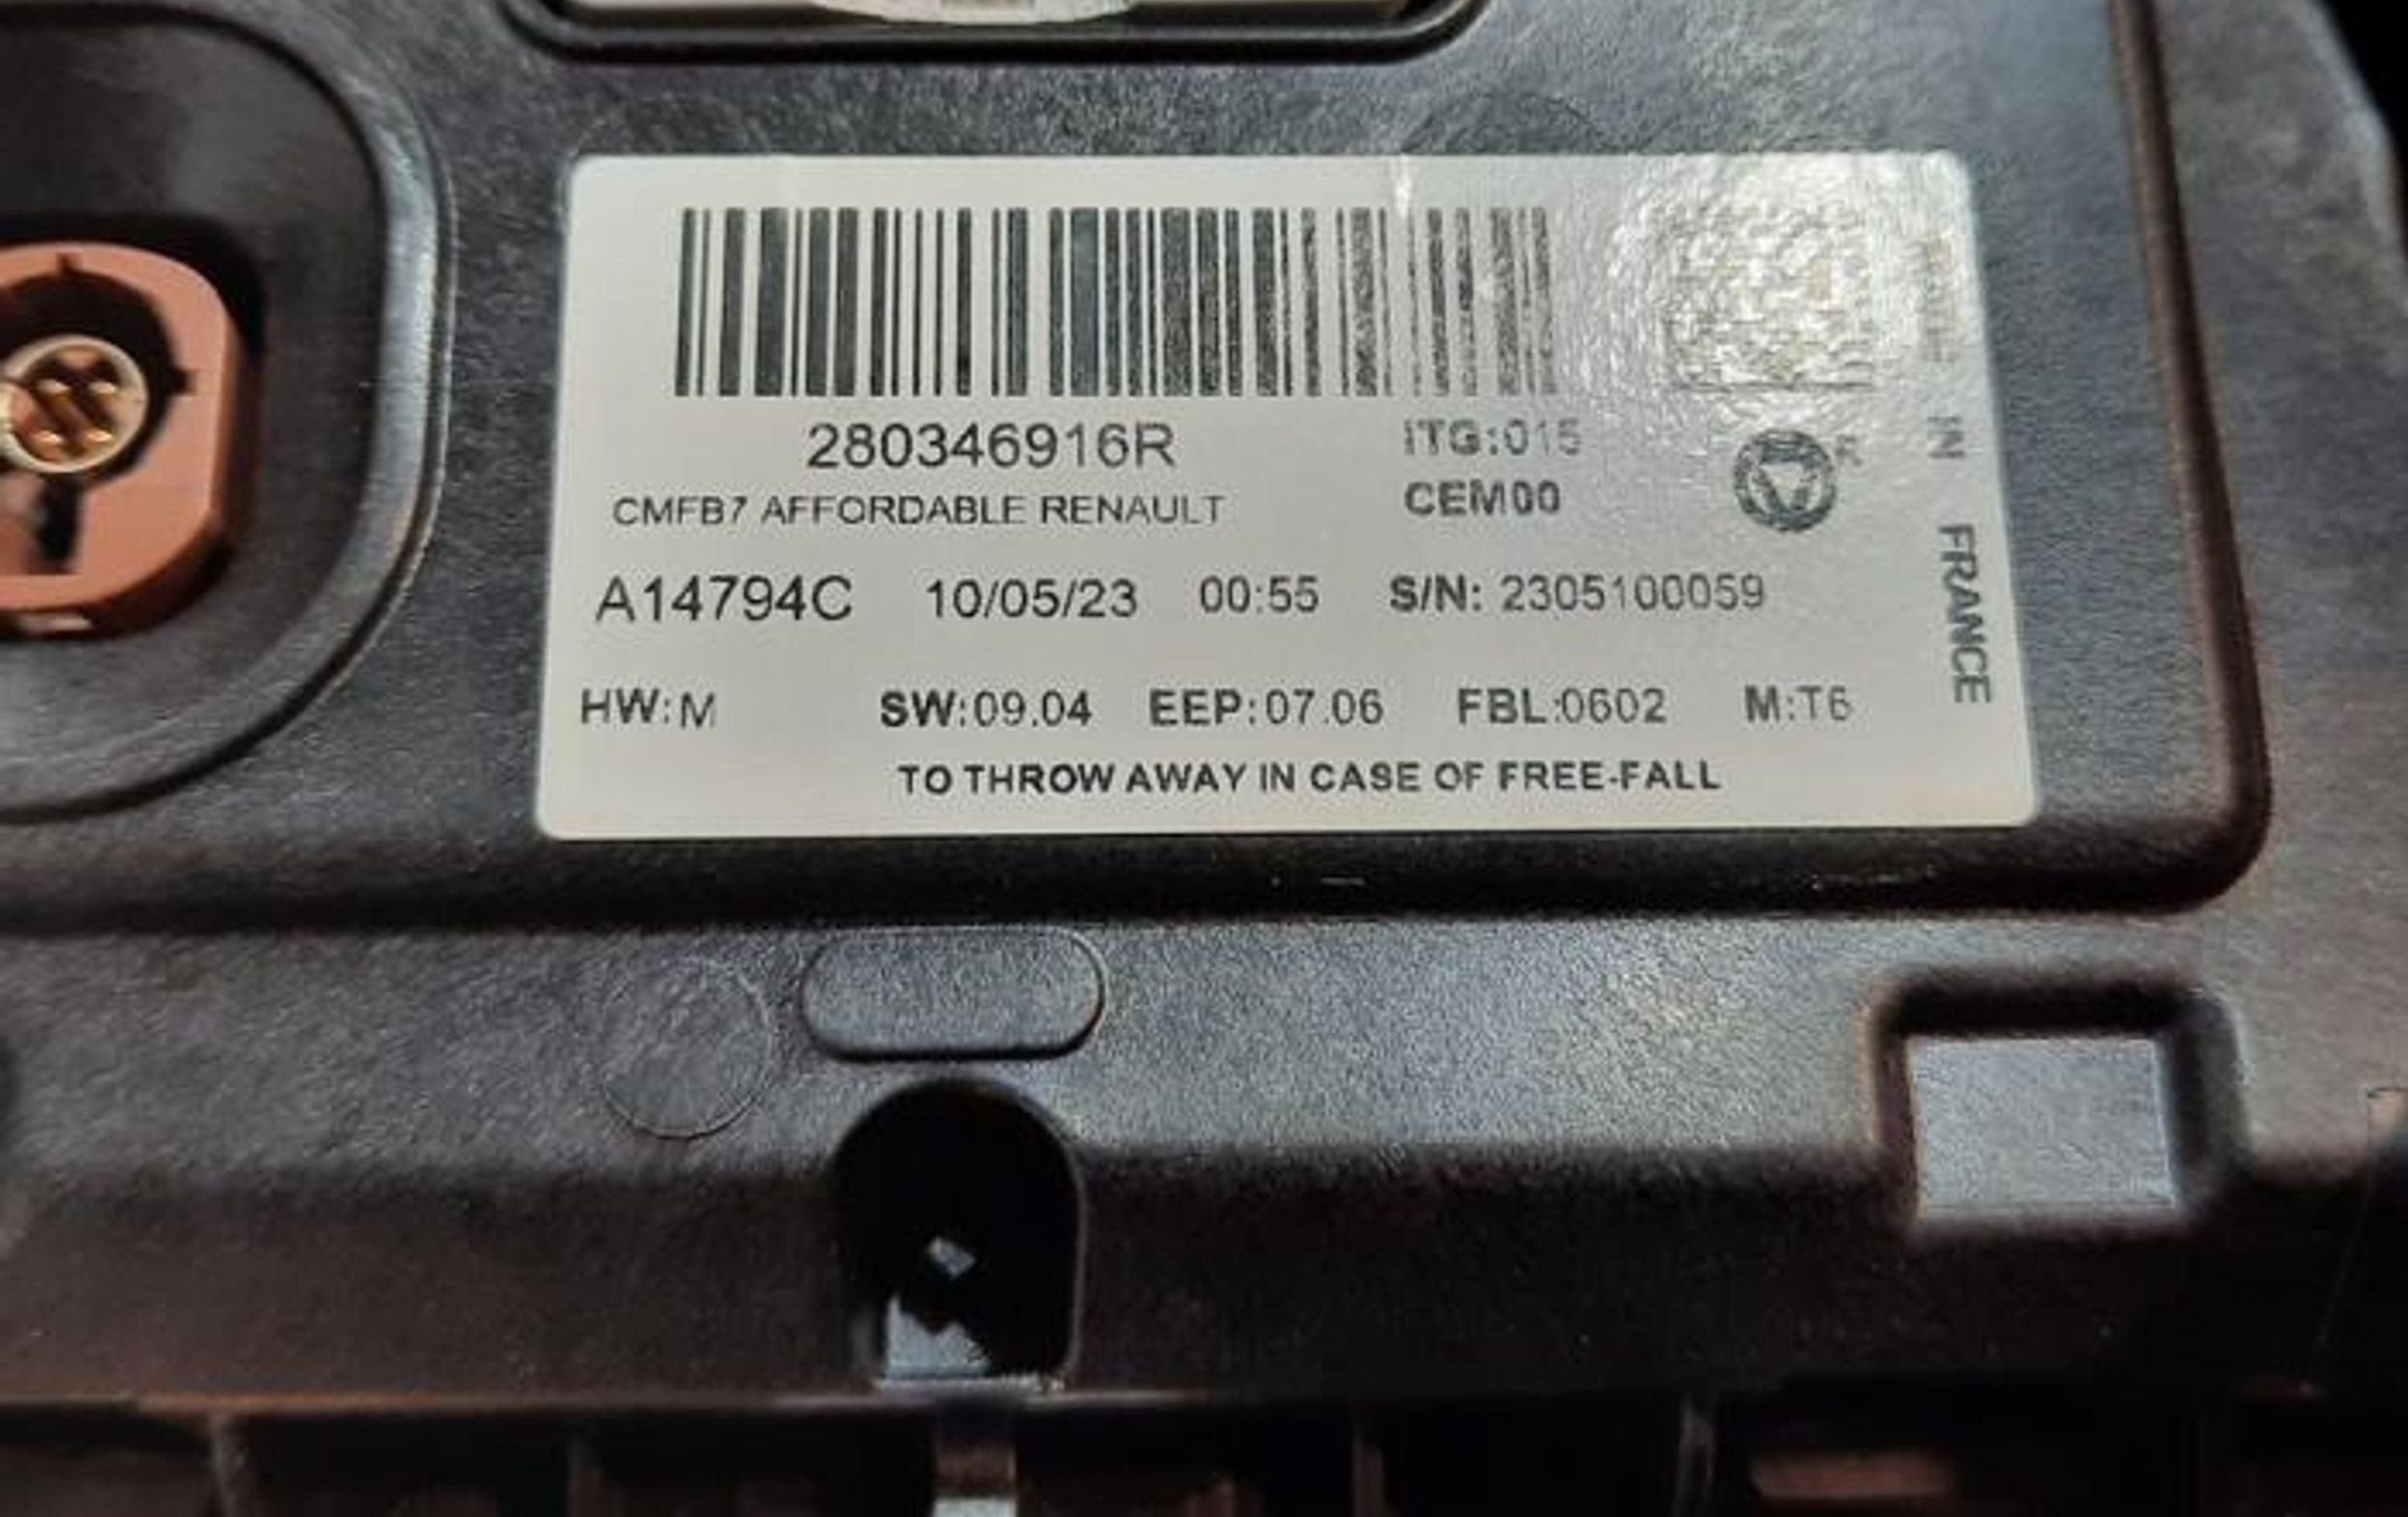 280346916R
ITG:015
CMFB7 AFFORDABLE RENAULT
CEM00
R
A14794C 10/05/23 00:55 S/N: 2305100059
HW:M SW:09.04 EEP:07.06 FBL:0602 M:T6
TO THROW AWAY IN CASE OF FREE-FALL
IN FRANCE